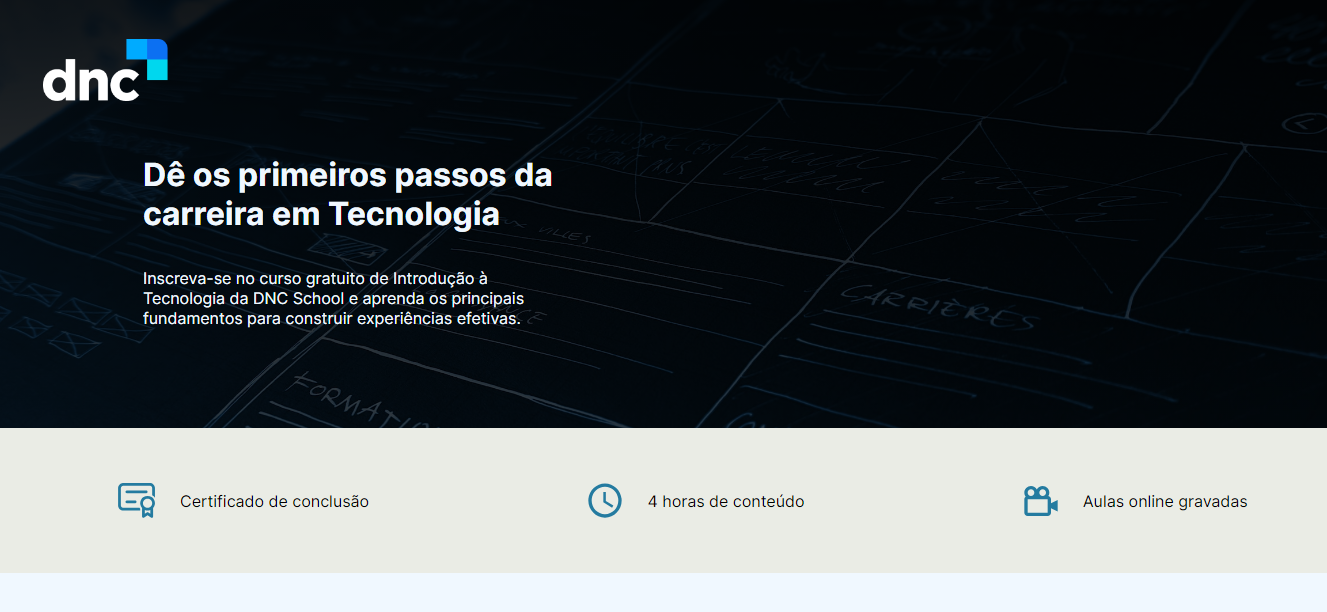 dnc
Dê os primeiros passos da
carreira em Tecnologia
Inscreva-se no curso gratuito de Introdução à
Tecnologia da DNC School e aprenda os principais
fundamentos para construir experiências efetivas.
CARRIÈRES
Certificado de conclusão
4 horas de conteúdo
Aulas online gravadas